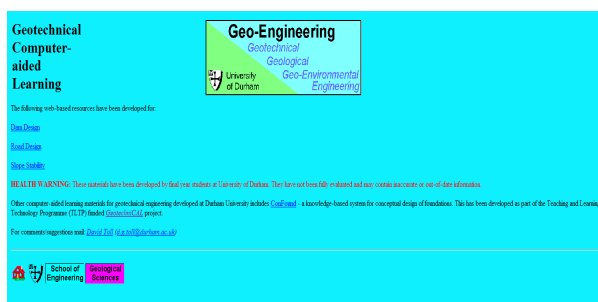 Geotechnical
Computer-
aided
Learning
Geo-Engineering
Geotechnical
Geological
Geo-Environmental
Engineering
University
of Durham
The following web-based resources have been developed for:
Dam Design
Road Design
Slope Stability
HEALTH WARNING: These materials have been developed by final year students at University of Durham. They have not been fully evaluated and may contain inaccurate or out-of-date information.
Other computer-aided learning materials for geotechnical engineering developed at Durham University includes ConFound - a knowledge-based system for conceptual design of foundations. This has been developed as part of the Teaching and Learning
Technology Programme (TLTP) funded GeotechniCAL project.
For comments/suggestions mail: David Toll (d.g.toll@durham.ac.uk)
School of
Engineering
Geological
Sciences